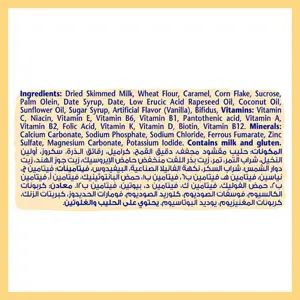 Ingredients: Dried Skimmed Milk, Wheat Flour, Caramel, Corn Flake, Sucrose,
Palm Olein, Date Syrup, Date, Low Erucic Acid Rapeseed Oil, Coconut Oil,
Sunflower Oil, Sugar Syrup, Artificial Flavor (Vanilla), Bifidus, Vitamins: Vitamin
C, Niacin, Vitamin E, Vitamin B6, Vitamin B1, Pantothenic acid, Vitamin A,
Vitamin B2, Folic Acid, Vitamin K, Vitamin D, Biotin, Vitamin B12. Minerals:
Calcium Carbonate, Sodium Phosphate, Sodium Chloride, Ferrous Fumarate, Zinc
Sulfate, Magnesium Carbonate, Potassium Iodide. Contains milk and gluten.
المكونات: حليب مقشود مجفف، دقيق القمح، كراميل، رقائق الذرة، سكروز، أولين
النخيل، شراب التمر، تمر، زيت بذر اللفت منخفض حامض الإيروسيك، زيت جوز الهند، زيت
دوار الشمس، شراب السكر، نكهة الفانيلا الصناعية، البيفيدوس، فيتامينات: فيتامين ج،
نياسين، فيتامين هـ، فيتامين ب٦، فيتامين ب١، حمض البانتوثينيك، فيتامين أ، فيتامين
ب٢، حمض الفوليك، فيتامين ك، فيتامين د، بيوتين، فيتامين ب١٢. معادن: كربونات
الكالسيوم، فوسفات الصوديوم، كلوريد الصوديوم، فومارات الحديدوز، كبريتات الزنك،
كربونات المغنيسيوم، يوديد البوتاسيوم. يحتوي على الحليب والغلوتين.